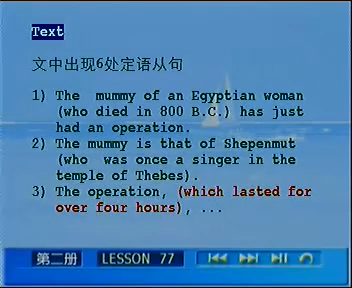 Text
文中出现6处定语从句
1) The mummy of an Egyptian woman
(who died in 800 B.C.) has just
had an operation.
2) The mummy is that of Shepenmut
(who was once a singer in the
temple of Thebes).
3) The operation, (which lasted for
over four hours), ...
第二册 LESSON 77